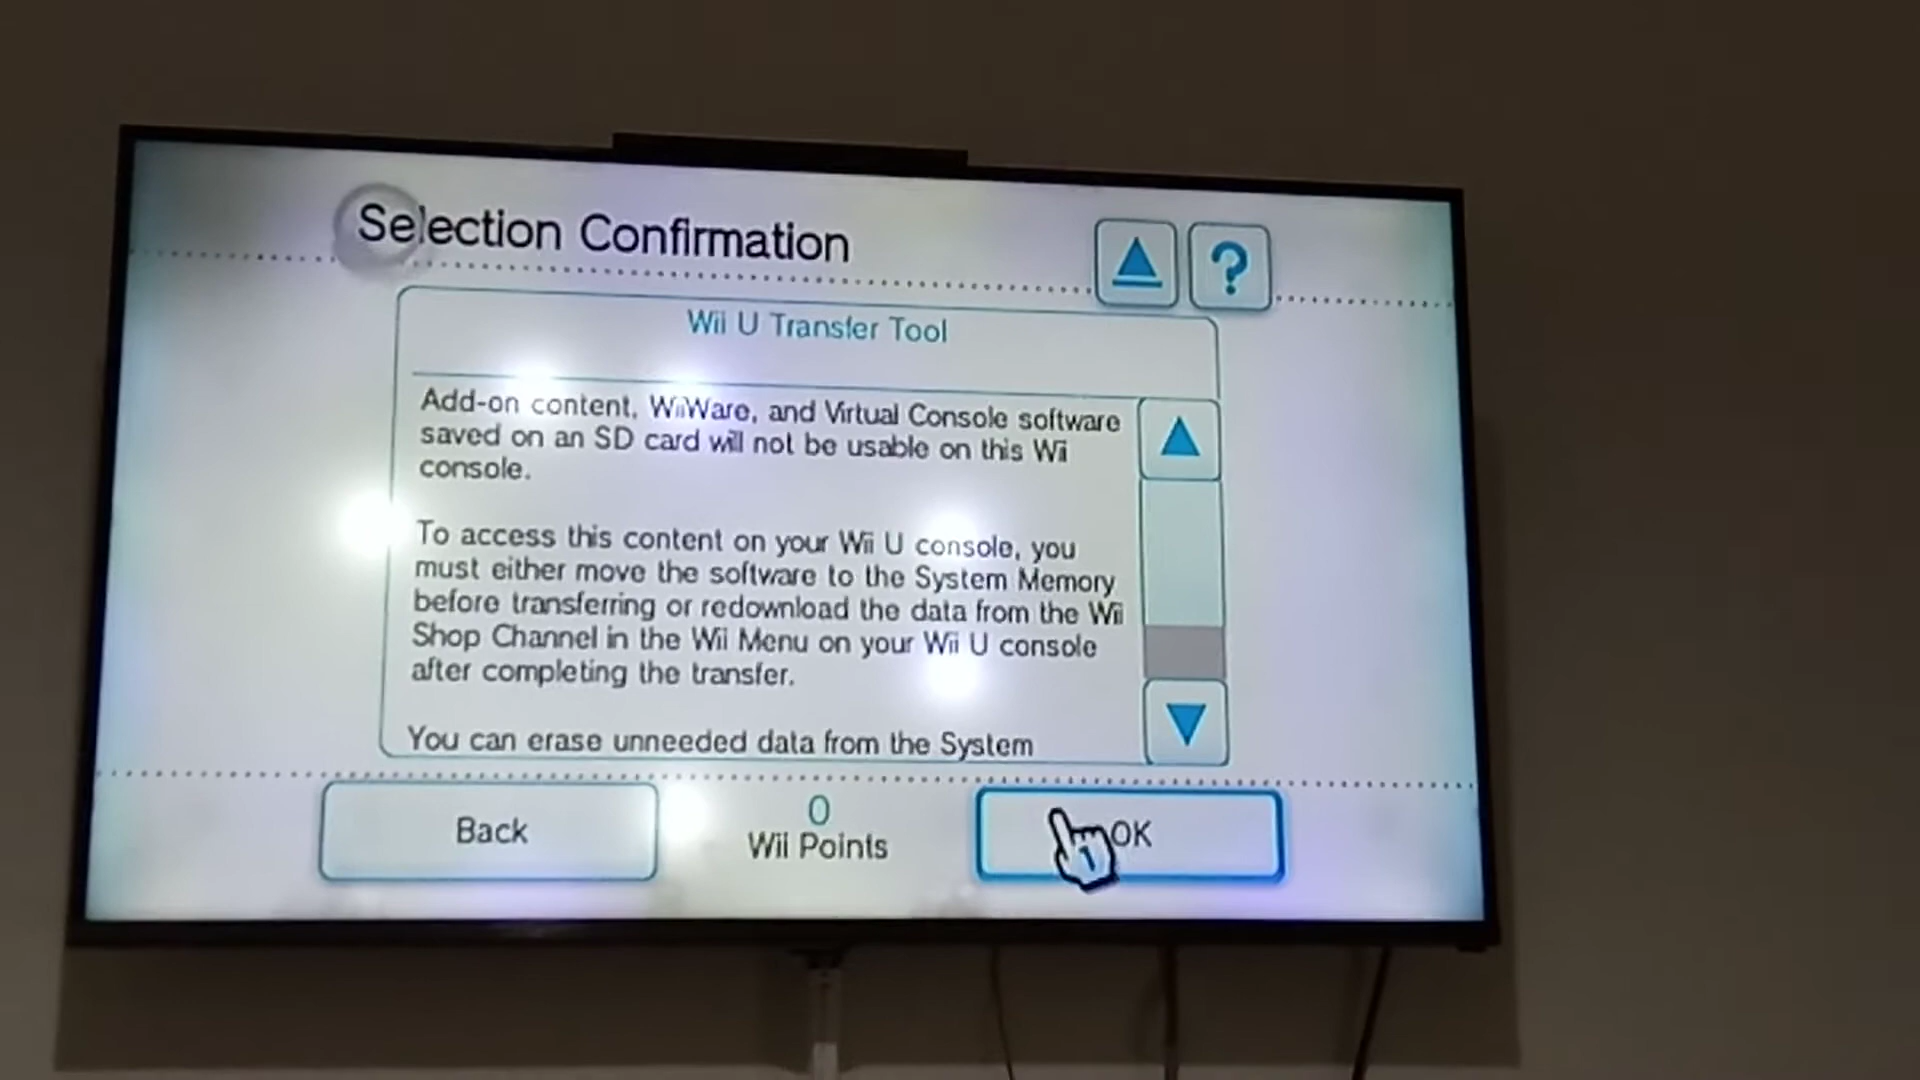 Selection Confirmation
?
Wii U Transfer Tool
Add-on content, WiiWare, and Virtual Console software
saved on an SD card will not be usable on this Wii
console.
To access this content on your Wii U console, you
must either move the software to the System Memory
before transferring or redownload the data from the Wii
Shop Channel in the Wii Menu on your Wii U console
after completing the transfer.
You can erase unneeded data from the System
Back
0
Wii Points
1
OK